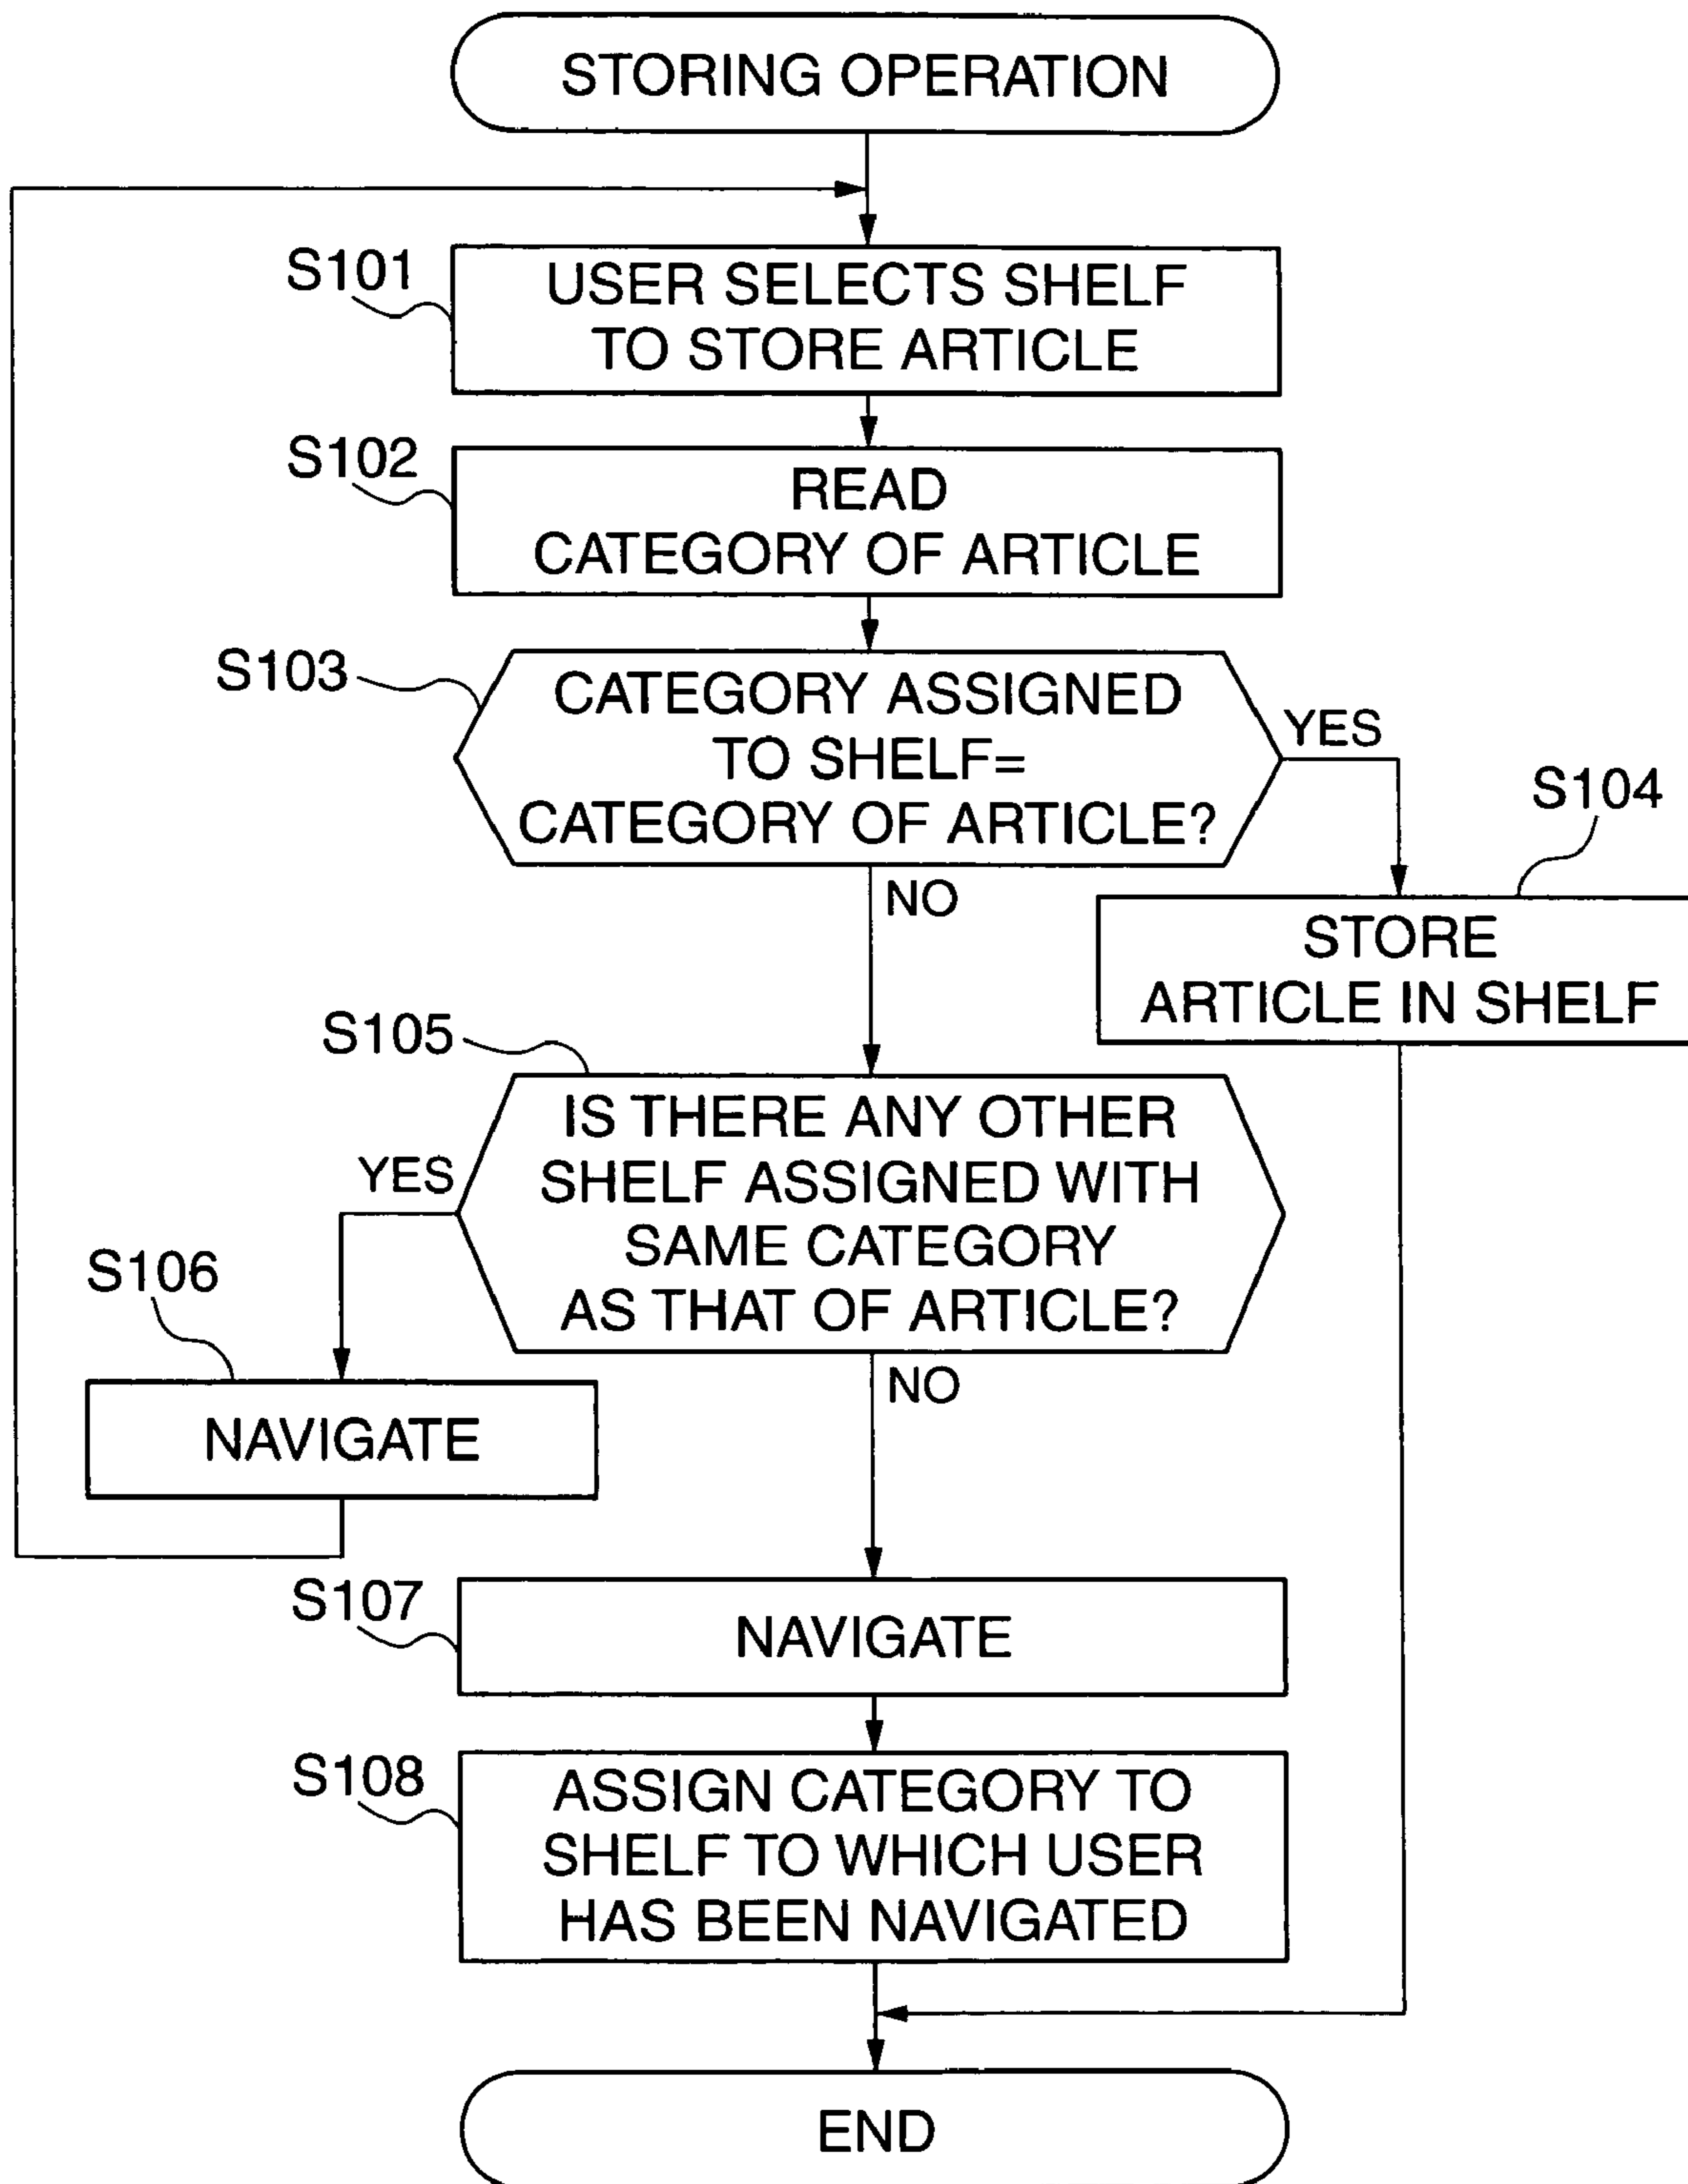 STORING OPERATION
S101
USER SELECTS SHELF
TO STORE ARTICLE
S102
READ
CATEGORY OF ARTICLE
S103
CATEGORY ASSIGNED
TO SHELF=
CATEGORY OF ARTICLE?
YES
NO
S104
STORE
ARTICLE IN SHELF
S105
IS THERE ANY OTHER
SHELF ASSIGNED WITH
SAME CATEGORY
AS THAT OF ARTICLE?
YES
NO
S106
NAVIGATE
S107
NAVIGATE
S108
ASSIGN CATEGORY TO
SHELF TO WHICH USER
HAS BEEN NAVIGATED
END